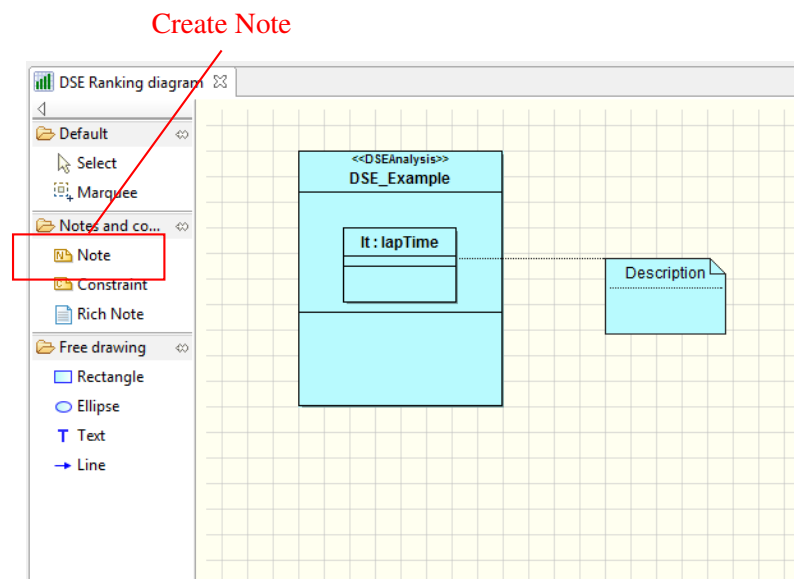 Create Note
DSE Ranking diagram
Default
Select
Marquee
Notes and co...
Note
Constraint
Rich Note
Free drawing
Rectangle
Ellipse
T Text
Line
<<DSEAnalysis>>
DSE_Example
lt : lapTime
Description